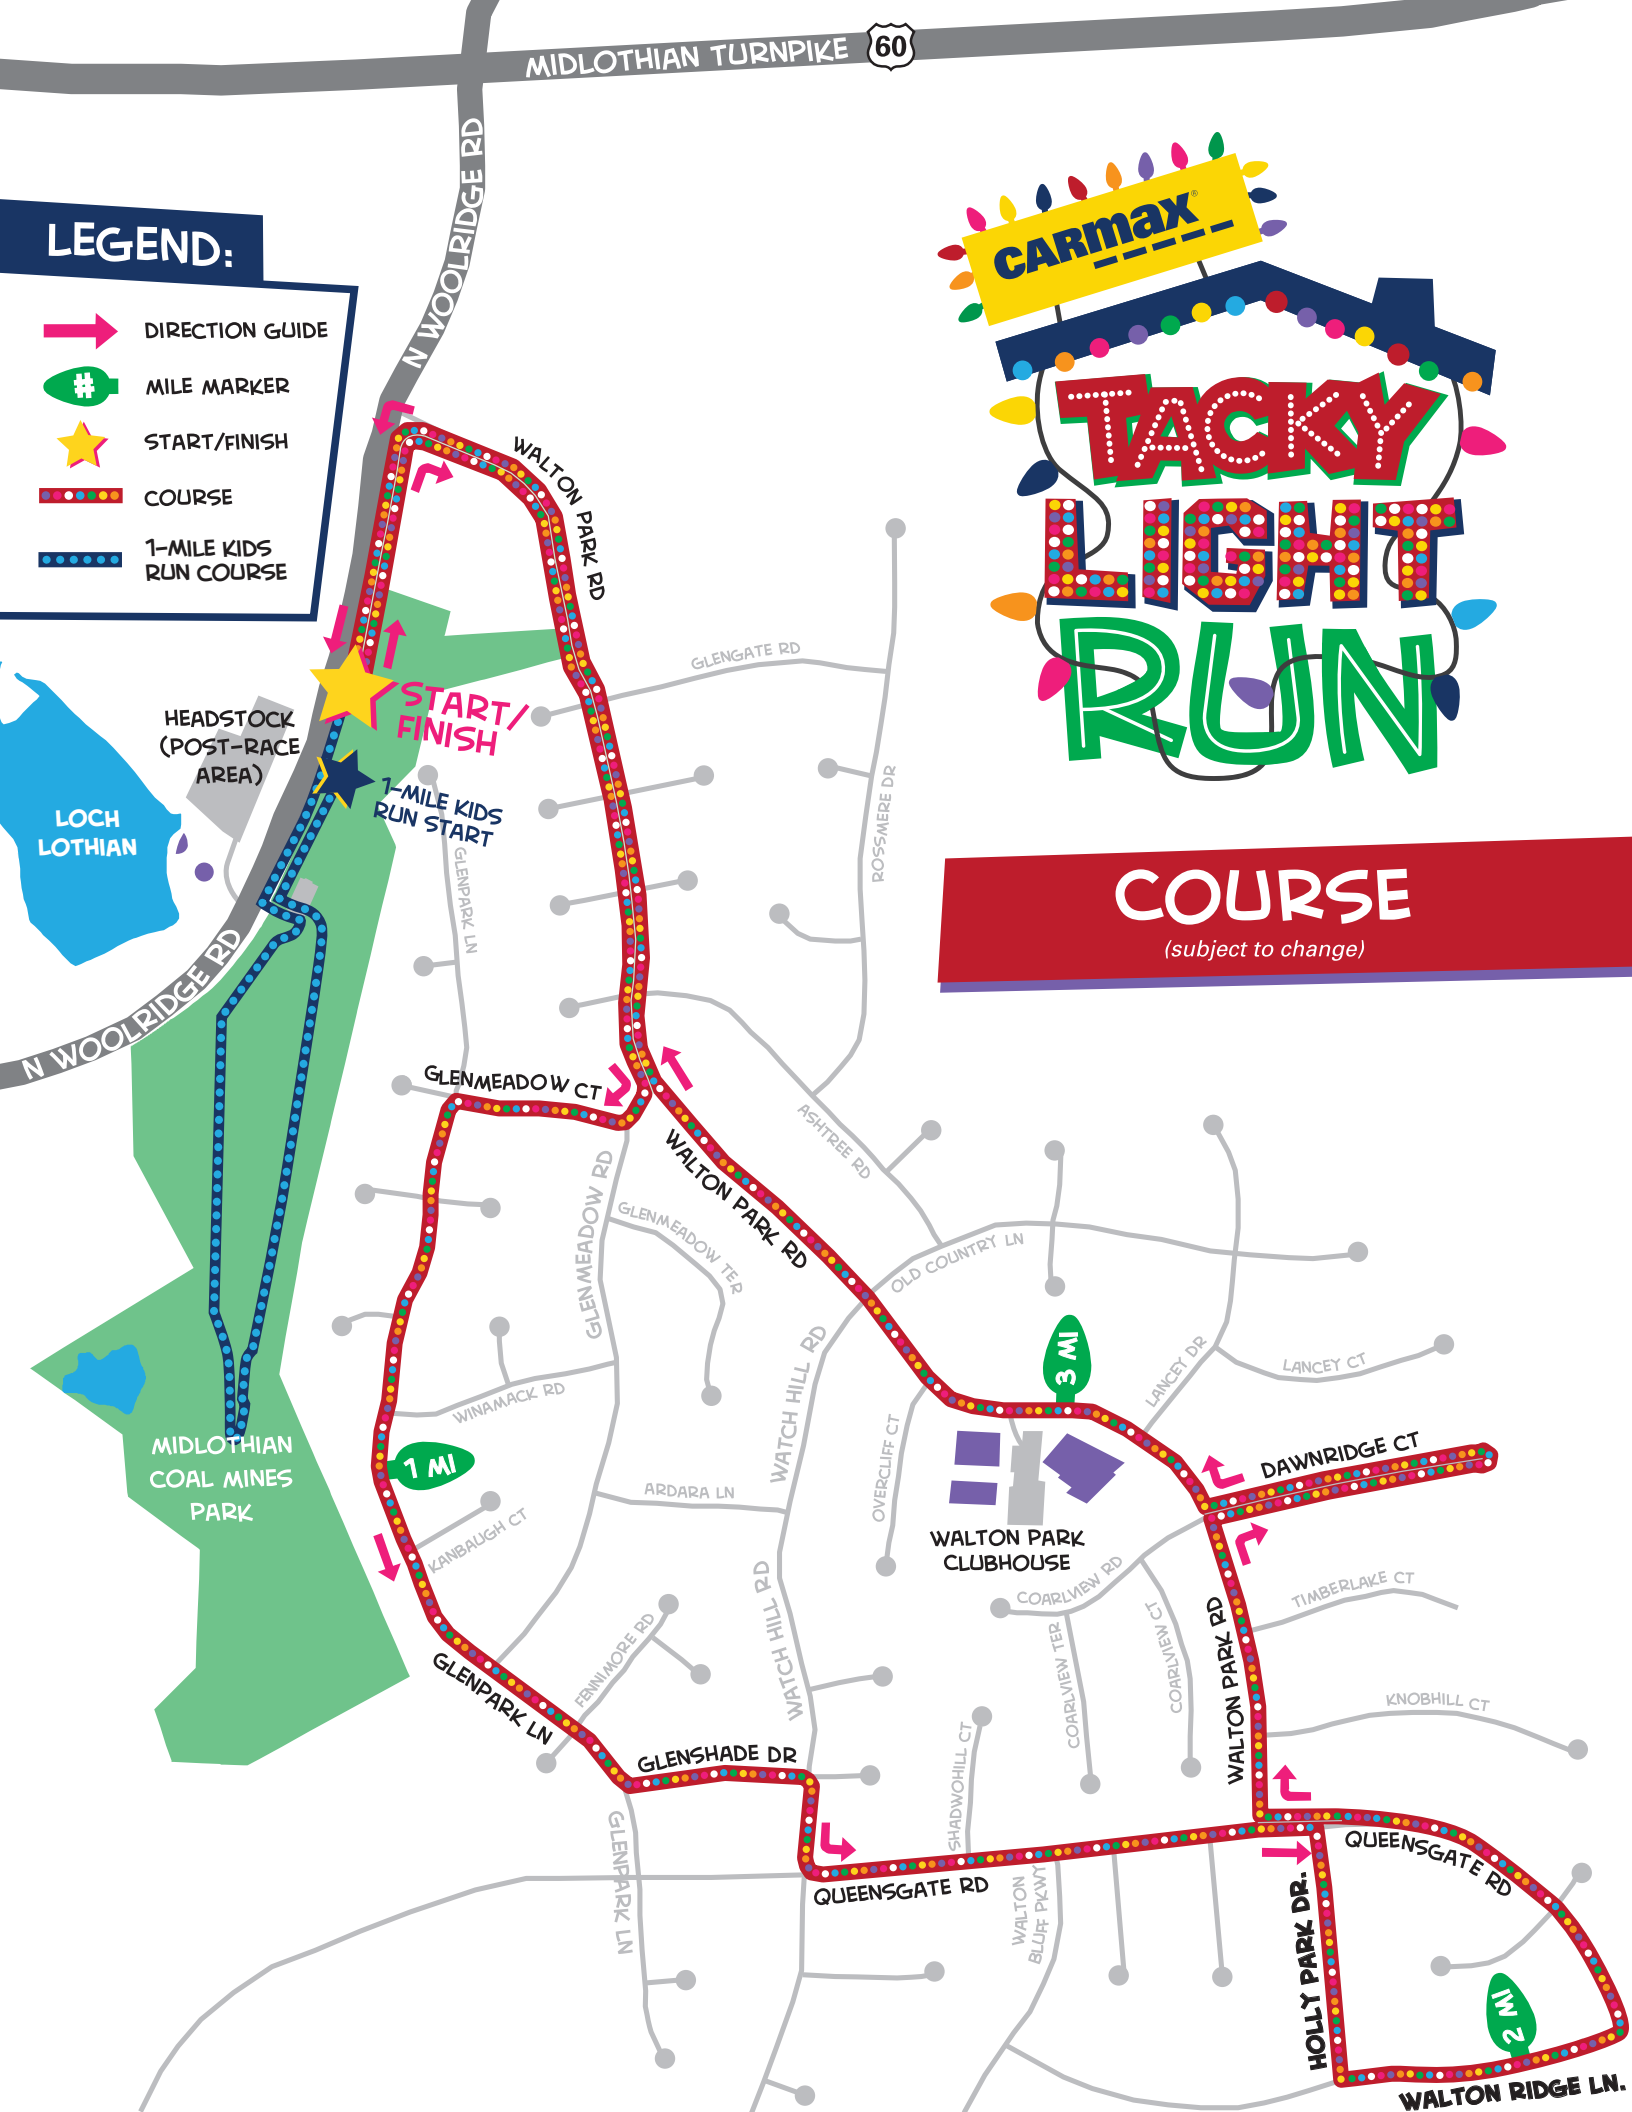 MIDLOTHIAN TURNPIKE
60
N WOOLRIDGE RD
LEGEND:
DIRECTION GUIDE
#
MILE MARKER
START/FINISH
COURSE
1-MILE KIDS
RUN COURSE
CARmax®
TACKY
LIGHT
RUN
COURSE
(subject to change)
WALTON PARK RD
GLENGATE RD
START/
FINISH
HEADSTOCK
(POST-RACE
AREA)
1-MILE KIDS
RUN START
LOCH
LOTHIAN
ROSSMERE DR
GLENPARK LN
N WOOLRIDGE RD
GLENMEADOW CT
ASHTREE RD
WALTON PARK RD
GLENMEADOW RD
GLENMEADOW TER
OLD COUNTRY LN
WATCH HILL RD
3 MI
LANCEY DR
LANCEY CT
WINAMACK RD
OVERCLIFF CT
MIDLOTHIAN
COAL MINES
PARK
1 MI
DAWNRIDGE CT
ARDARA LN
KANBAUGH CT
WALTON PARK
CLUBHOUSE
COARLVIEW RD
TIMBERLAKE CT
WATCH HILL RD
FENNIMORE RD
COARLVIEW TER
COARLVIEW CT
WALTON PARK RD
GLENPARK LN
KNOBHILL CT
GLENSHADE DR
SHADWOHILL CT
GLENPARK LN
QUEENSGATE RD
QUEENSGATE RD
WALTON
BLUFF PKWY
HOLLY PARK DR.
2 MI
WALTON RIDGE LN.